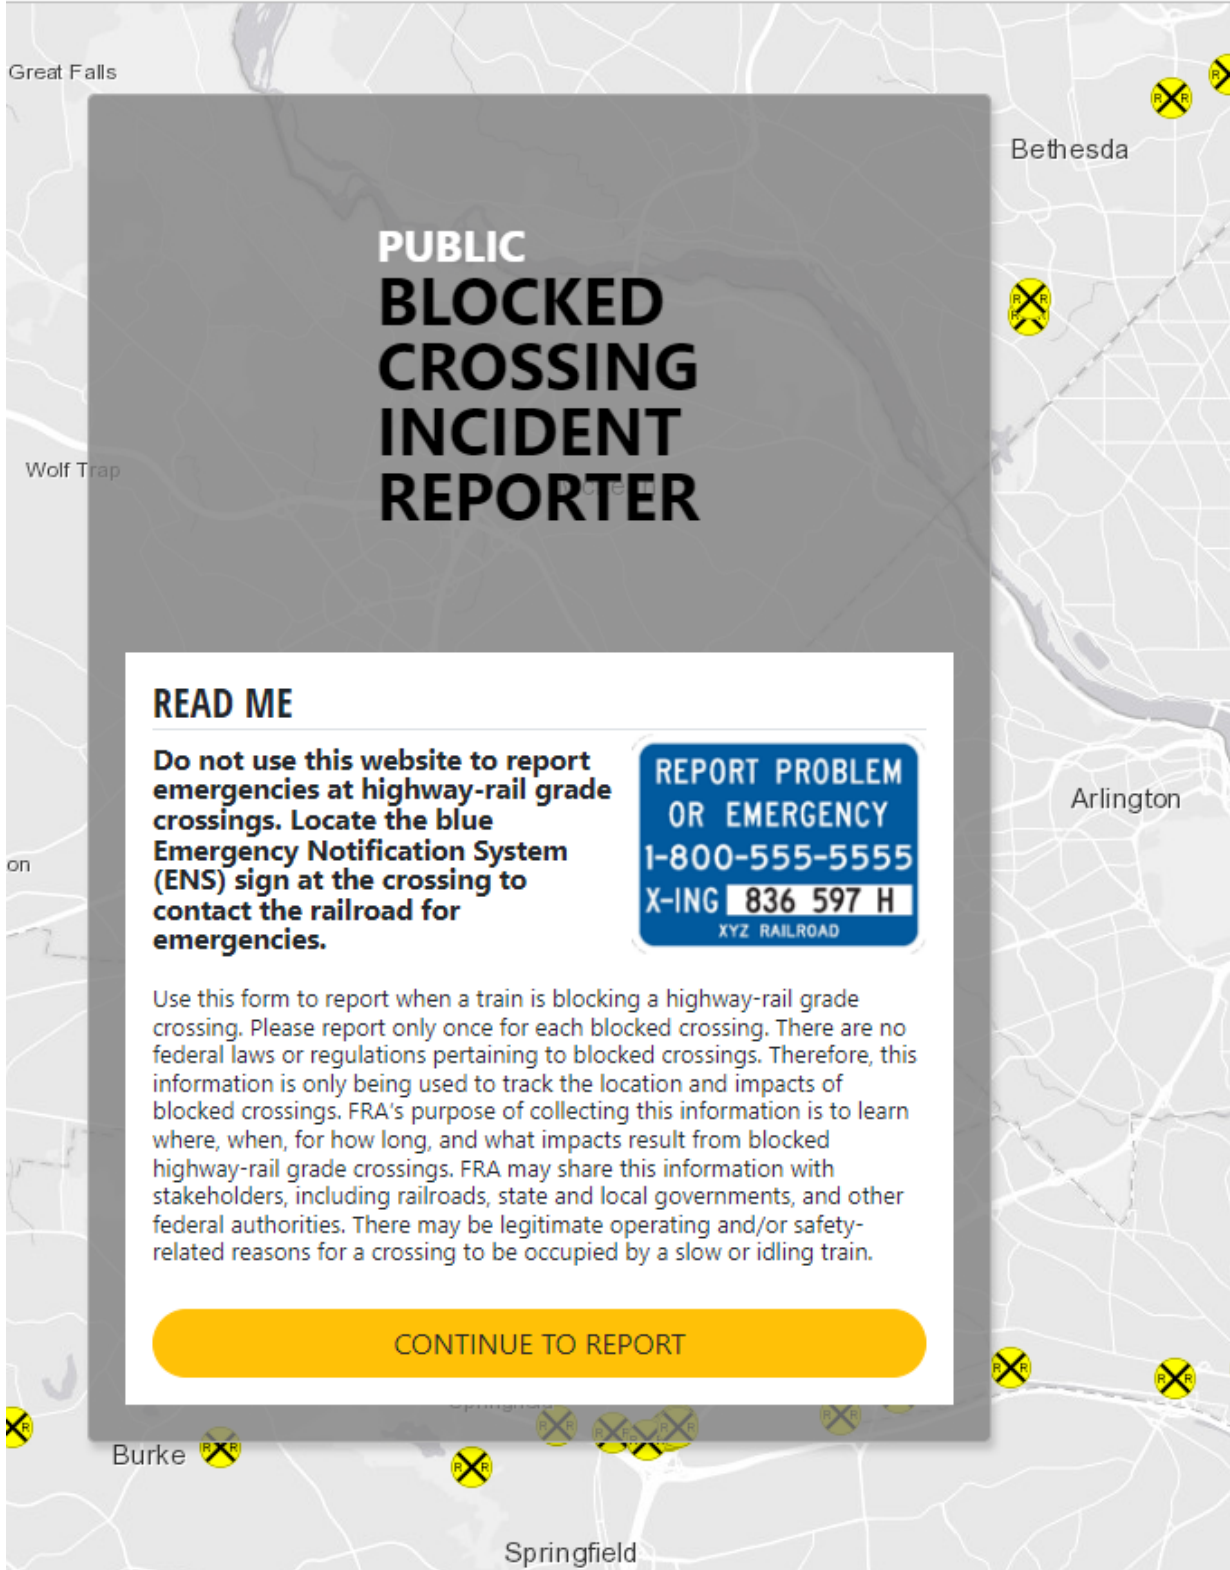 Great Falls
Bethesda
PUBLIC
BLOCKED
CROSSING
INCIDENT
REPORTER
Wolf Trap
READ ME
Do not use this website to report
emergencies at highway-rail grade
crossings. Locate the blue
Emergency Notification System
(ENS) sign at the crossing to
contact the railroad for
emergencies.
REPORT PROBLEM
OR EMERGENCY
1-800-555-5555
X-ING 836 597 H
XYZ RAILROAD
Arlington
on
Use this form to report when a train is blocking a highway-rail grade
crossing. Please report only once for each blocked crossing. There are no
federal laws or regulations pertaining to blocked crossings. Therefore, this
information is only being used to track the location and impacts of
blocked crossings. FRA's purpose of collecting this information is to learn
where, when, for how long, and what impacts result from blocked
highway-rail grade crossings. FRA may share this information with
stakeholders, including railroads, state and local governments, and other
federal authorities. There may be legitimate operating and/or safety-
related reasons for a crossing to be occupied by a slow or idling train.
CONTINUE TO REPORT
Burke
Springfield